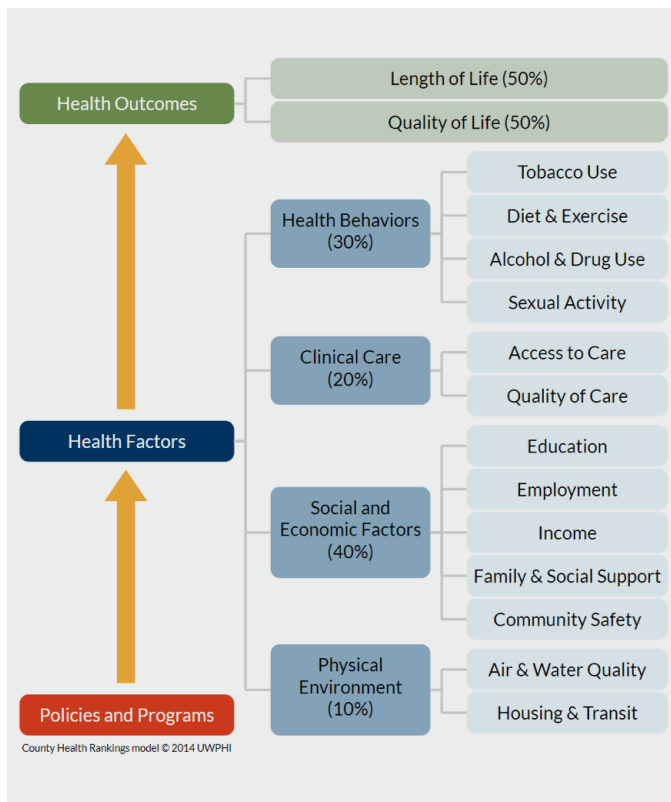 Health Outcomes
Length of Life (50%)
Quality of Life (50%)
Health Behaviors
(30%)
Tobacco Use
Diet & Exercise
Alcohol & Drug Use
Sexual Activity
Clinical Care
(20%)
Access to Care
Quality of Care
Health Factors
Social and
Economic Factors
(40%)
Education
Employment
Income
Family & Social Support
Community Safety
Physical
Environment
(10%)
Air & Water Quality
Housing & Transit
Policies and Programs
County Health Rankings model © 2014 UWPHI